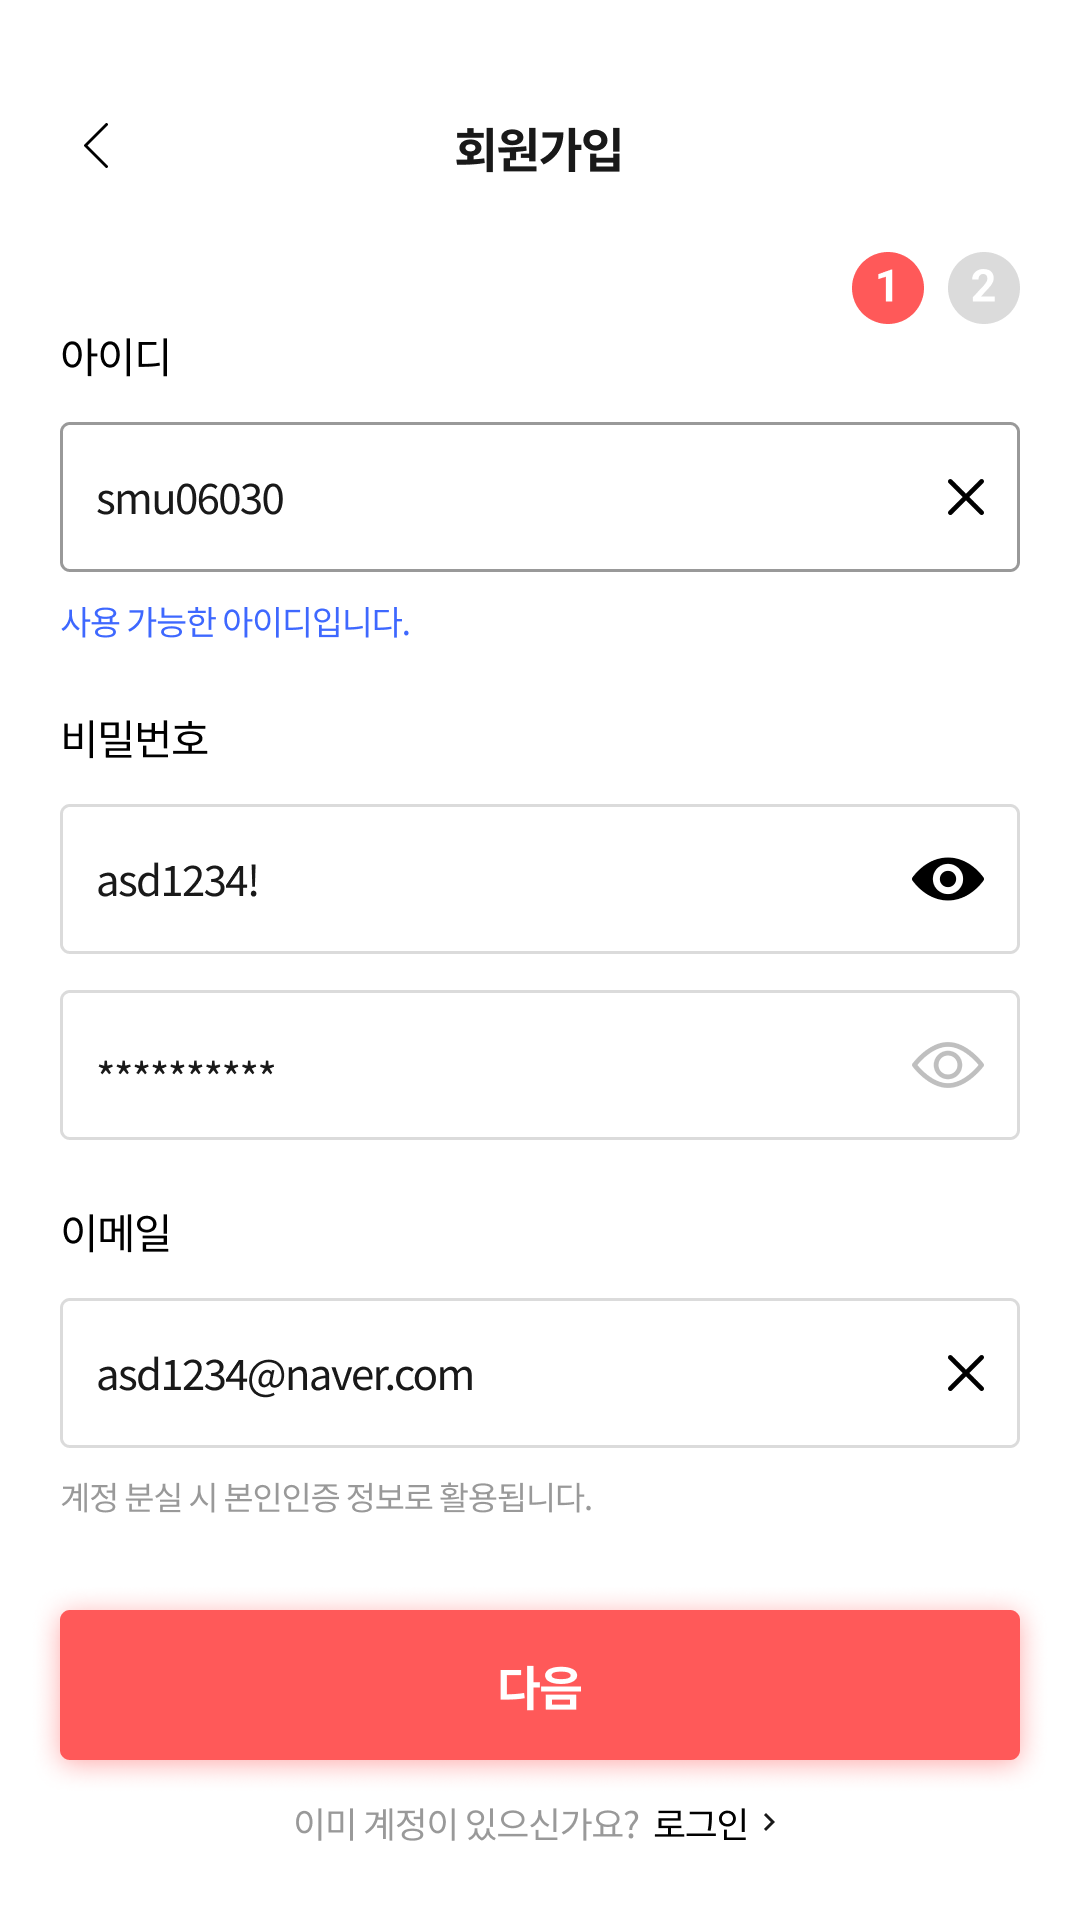 회원가입
1 2
아이디
smu06030
사용 가능한 아이디입니다.
비밀번호
asd1234!
**********
이메일
asd1234@naver.com
계정 분실 시 본인인증 정보로 활용됩니다.
다음
이미 계정이 있으신가요? 로그인 >